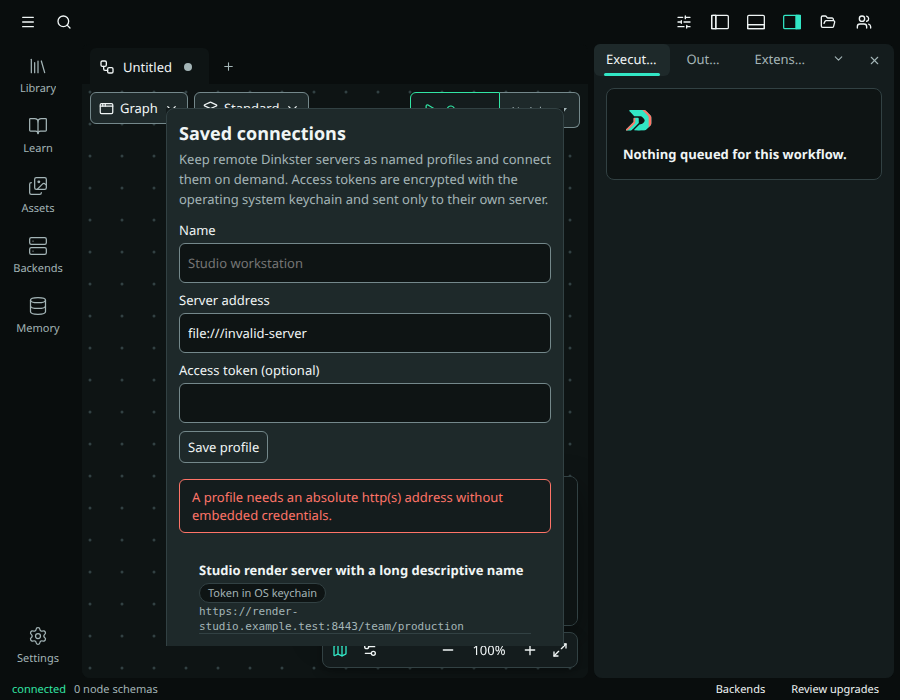 Untitled
Execut...
Out...
Extens...
Library
Learn
Assets
Backends
Memory
Settings
Graph
Standard
Saved connections
Keep remote Dinkster servers as named profiles and connect
them on demand. Access tokens are encrypted with the
operating system keychain and sent only to their own server.
Name
Studio workstation
Server address
file:///invalid-server
Access token (optional)
Save profile
A profile needs an absolute http(s) address without
embedded credentials.
Studio render server with a long descriptive name
Token in OS keychain
https://render-
studio.example.test:8443/team/production
100%
Nothing queued for this workflow.
connected
0 node schemas
Backends
Review upgrades